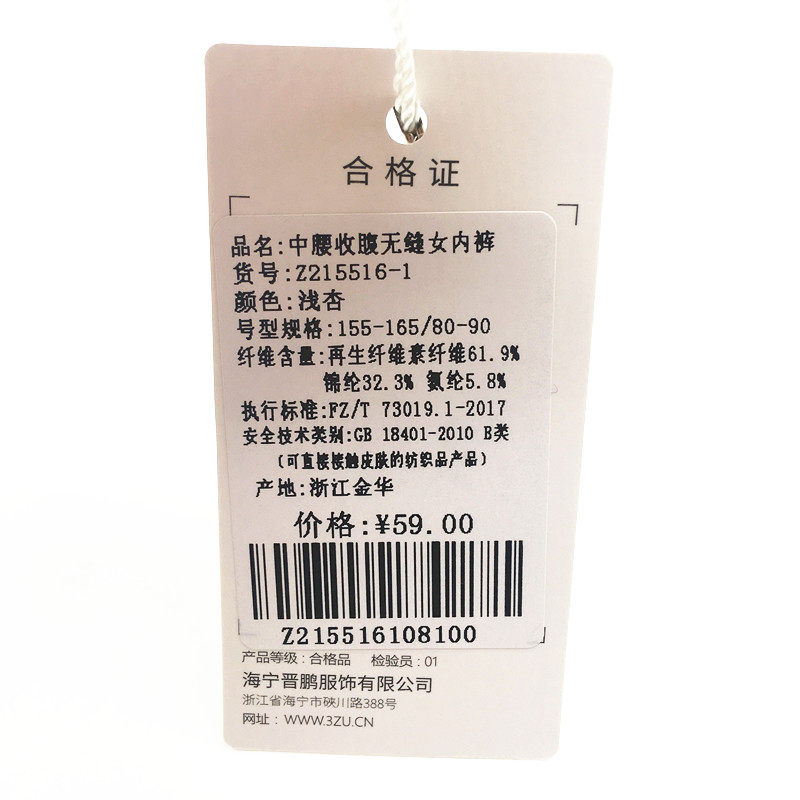 合格证
品名:中腰收腹无缝女内裤
货号:Z215516-1
颜色:浅杏
号型规格:155-165/80-90
纤维含量:再生纤维素纤维61.9%
锦纶32.3% 氨纶5.8%
执行标准:FZ/T 73019.1-2017
安全技术类别:GB 18401-2010 B类
(可直接接触皮肤的纺织品产品)
产地:浙江金华
价格:¥59.00
Z215516108100
产品等级:合格品 检验员:01
海宁晋鹏服饰有限公司
浙江省海宁市硖川路388号
网址:WWW.3ZU.CN